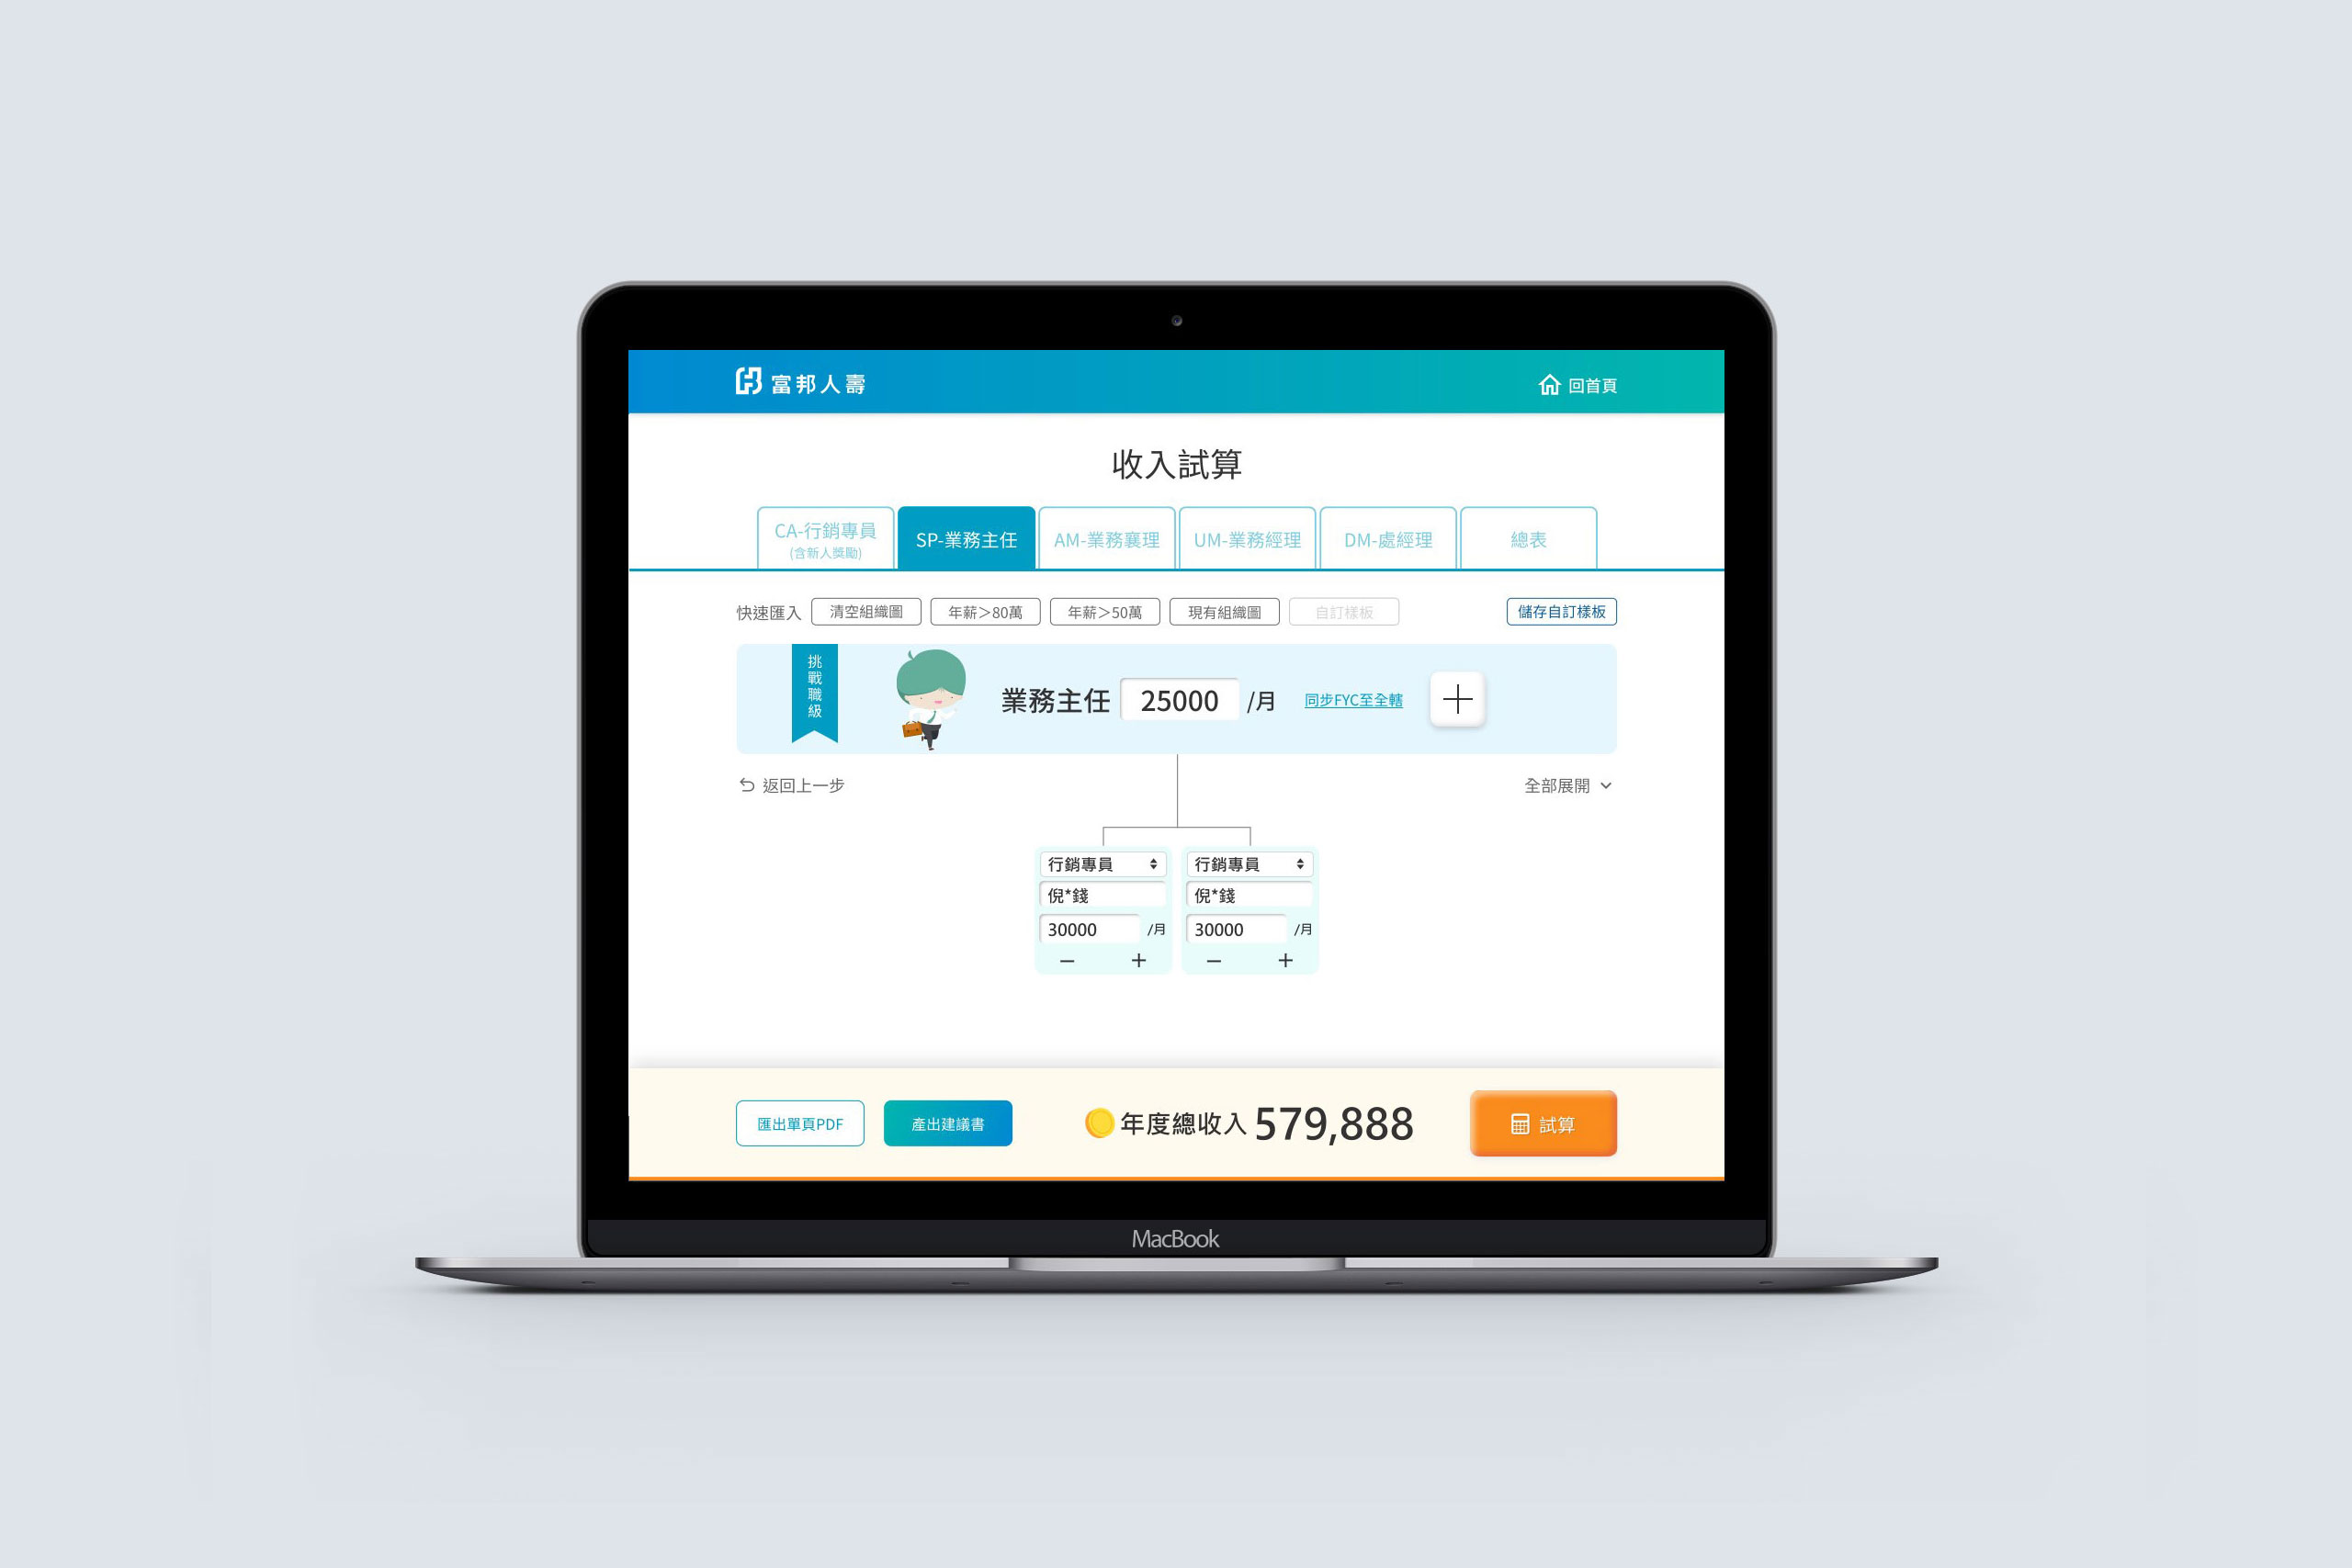 富邦人壽
回首頁
收入試算
CA-行銷專員
(含新人獎勵)
SP-業務主任
AM-業務襄理
UM-業務經理
DM-處經理
總表
快速匯入
清空組織圖
年薪＞80萬
年薪＞50萬
現有組織圖
自訂樣板
儲存自訂樣板
挑戰職級
業務主任 25000 /月
同步FYC至全轄
返回上一步
全部展開
行銷專員
倪*錢
30000 /月
行銷專員
倪*錢
30000 /月
匯出單頁PDF
產出建議書
年度總收入 579,888
試算
MacBook